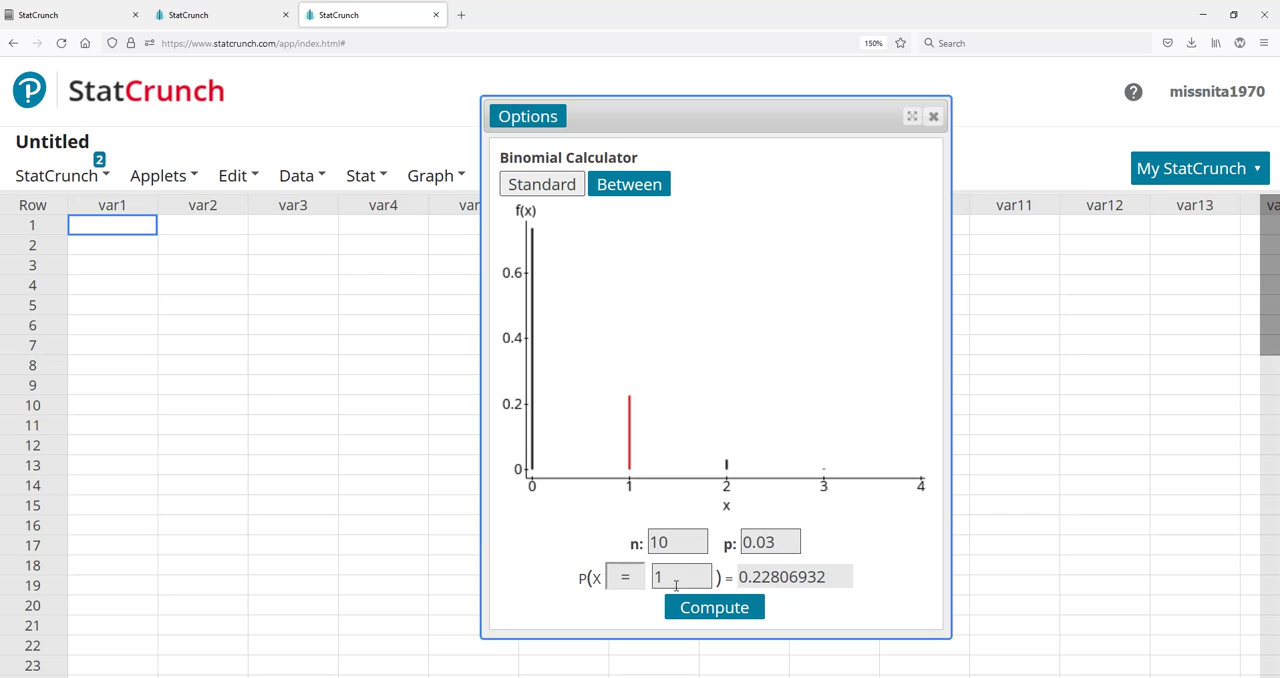 StatCrunch
StatCrunch
StatCrunch
https://www.statcrunch.com/app/index.html#
150%
Search
StatCrunch
missnita1970
Untitled
2
StatCrunch Applets Edit Data Stat Graph
My StatCrunch
Options
Binomial Calculator
Standard Between
Row var1 var2 var3 var4 va var11 var12 var13 va
1
2
3
4
5
6
7
8
9
10
11
12
13
14
15
16
17
18
19
20
21
22
23
f(x)
0.6
0.4
0.2
0
0 1 2 3 4
x
n: 10 p: 0.03
P(X = 1 ) = 0.22806932
Compute